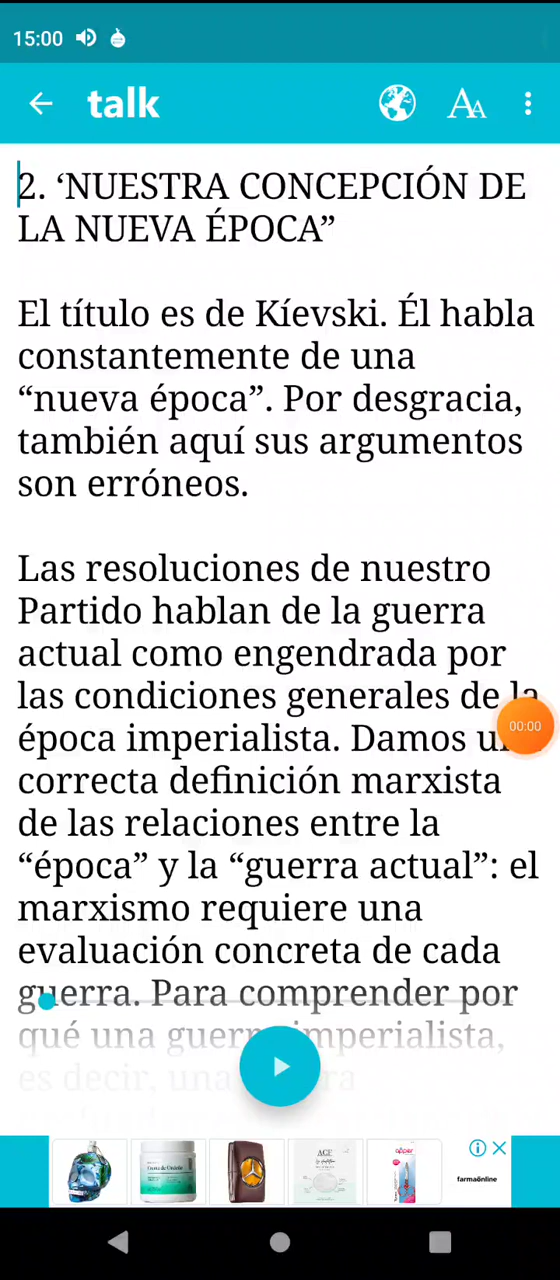 15:00
talk
AA
2. ‘NUESTRA CONCEPCIÓN DE
LA NUEVA ÉPOCA”
El título es de Kíevski. Él habla
constantemente de una
“nueva época”. Por desgracia,
también aquí sus argumentos
son erróneos.
Las resoluciones de nuestro
Partido hablan de la guerra
actual como engendrada por
las condiciones generales de la
época imperialista. Damos
00:00
correcta definición marxista
de las relaciones entre la
“época” y la “guerra actual”: el
marxismo requiere una
evaluación concreta de cada
guerra. Para comprender por
qué una guerra imperialista,
es decir, una
farmaonline